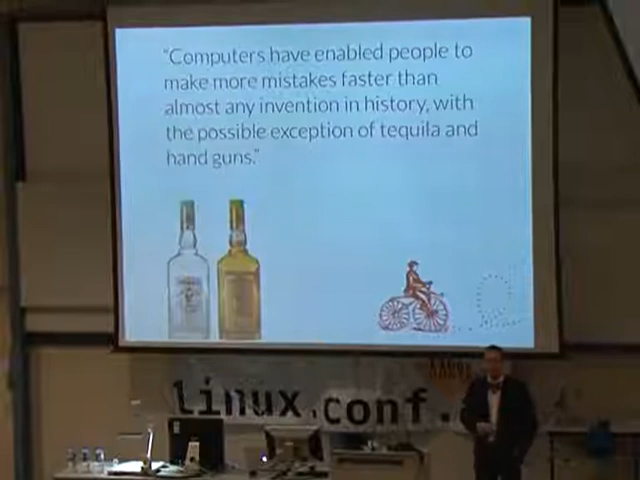 “Computers have enabled people to
make more mistakes faster than
almost any invention in history, with
the possible exception of tequila and
hand guns.”
linux.conf.